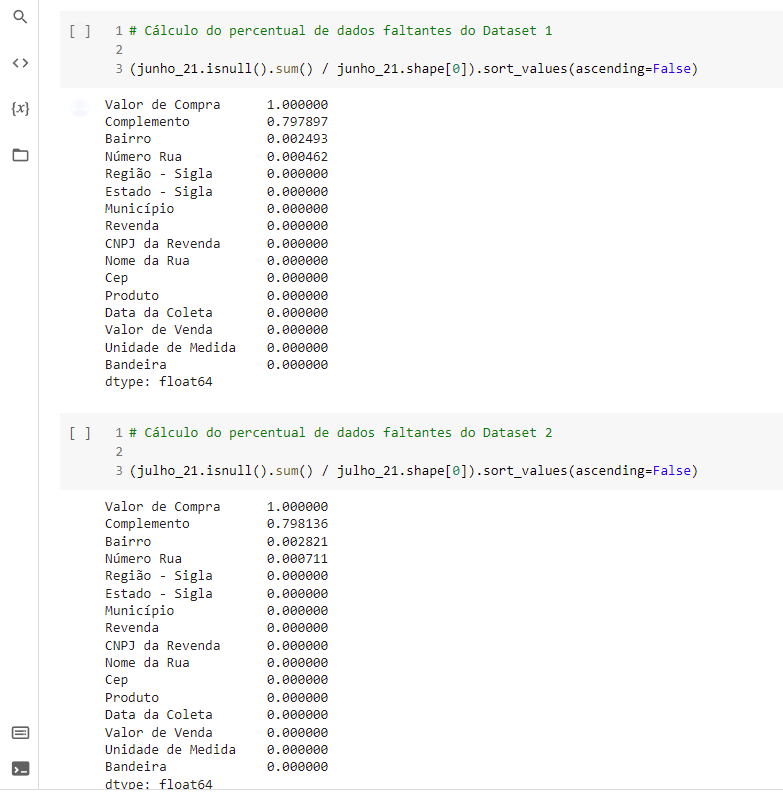 [ ] 1 # Cálculo do percentual de dados faltantes do Dataset 1
2
3 (junho_21.isnull().sum() / junho_21.shape[0]).sort_values(ascending=False)
Valor de Compra 1.000000
Complemento 0.797897
Bairro 0.002493
Número Rua 0.000462
Região - Sigla 0.000000
Estado - Sigla 0.000000
Município 0.000000
Revenda 0.000000
CNPJ da Revenda 0.000000
Nome da Rua 0.000000
Cep 0.000000
Produto 0.000000
Data da Coleta 0.000000
Valor de Venda 0.000000
Unidade de Medida 0.000000
Bandeira 0.000000
dtype: float64
[ ] 1 # Cálculo do percentual de dados faltantes do Dataset 2
2
3 (julho_21.isnull().sum() / julho_21.shape[0]).sort_values(ascending=False)
Valor de Compra 1.000000
Complemento 0.798136
Bairro 0.002821
Número Rua 0.000711
Região - Sigla 0.000000
Estado - Sigla 0.000000
Município 0.000000
Revenda 0.000000
CNPJ da Revenda 0.000000
Nome da Rua 0.000000
Cep 0.000000
Produto 0.000000
Data da Coleta 0.000000
Valor de Venda 0.000000
Unidade de Medida 0.000000
Bandeira 0.000000
dtype: float64
{x}